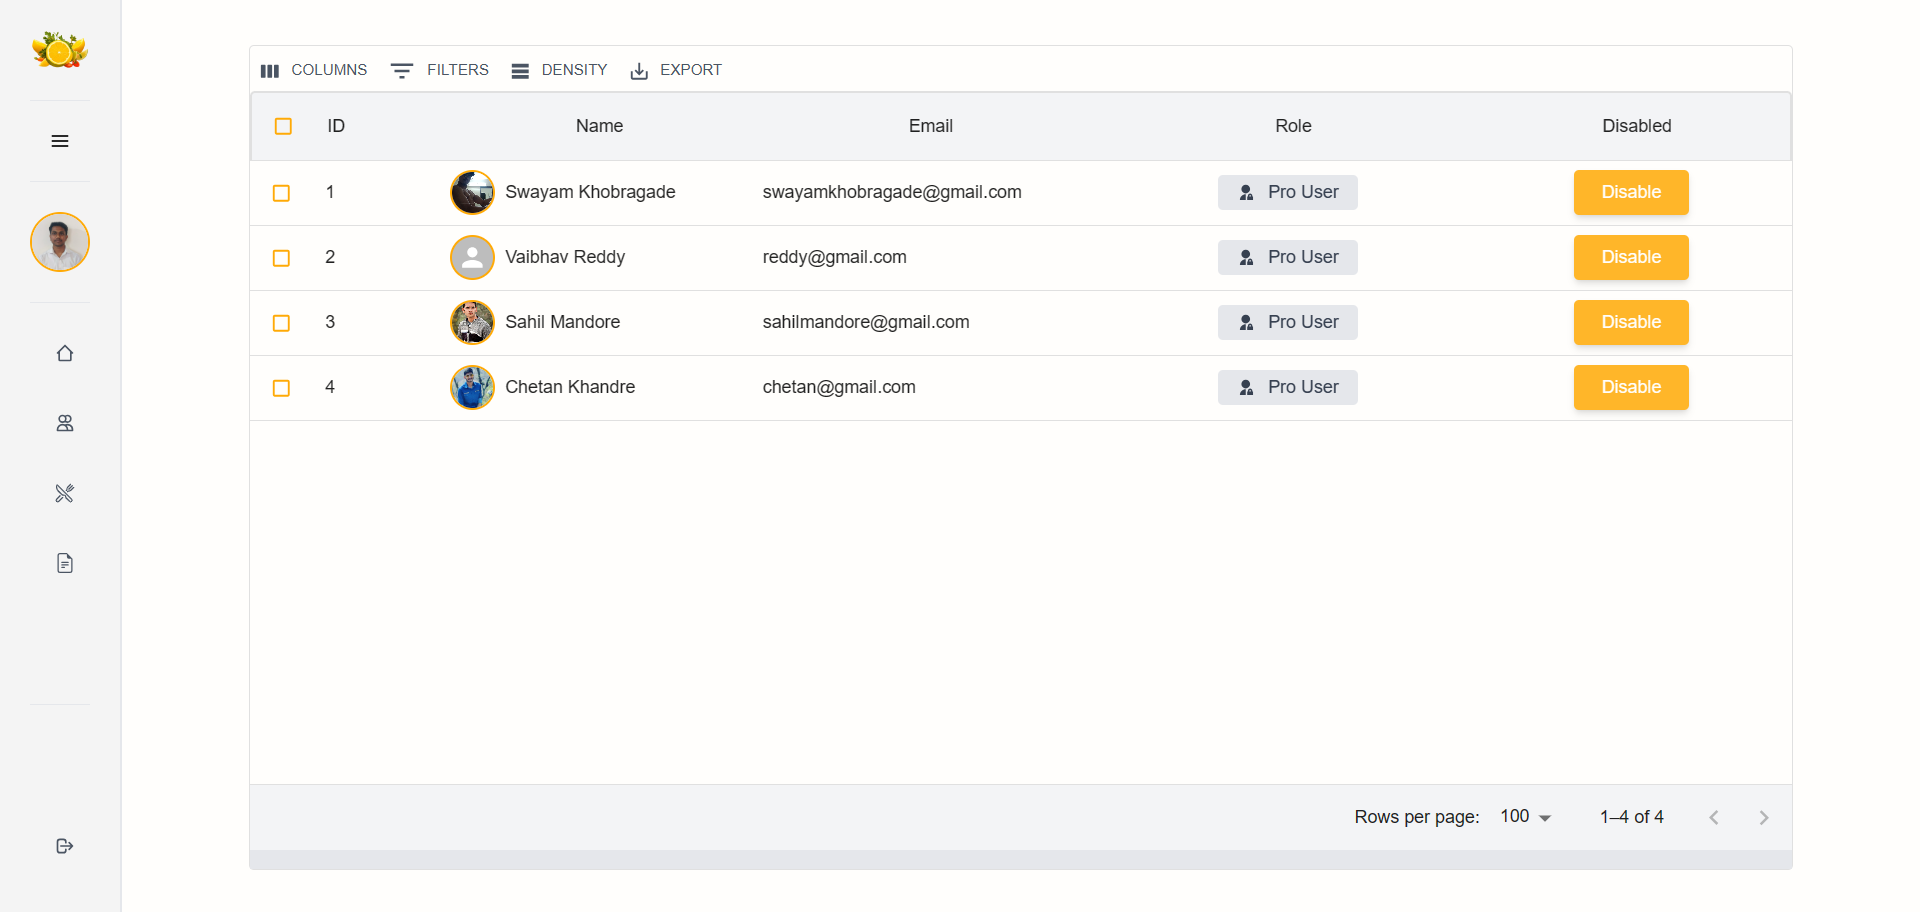 COLUMNS FILTERS DENSITY EXPORT
ID Name Email Role Disabled
1 Swayam Khobragade swayamkhobragade@gmail.com Pro User Disable
2 Vaibhav Reddy reddy@gmail.com Pro User Disable
3 Sahil Mandore sahilmandore@gmail.com Pro User Disable
4 Chetan Khandre chetan@gmail.com Pro User Disable
Rows per page: 100 1–4 of 4